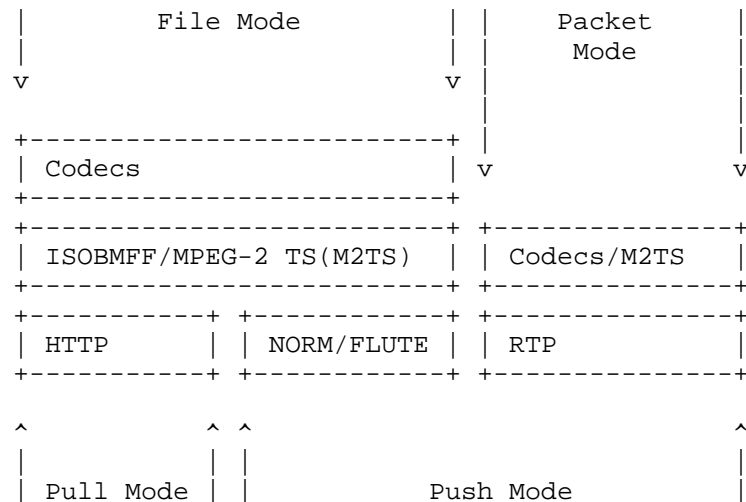 File Mode Packet
Mode
Codecs
ISOBMFF/MPEG-2 TS(M2TS) Codecs/M2TS
HTTP NORM/FLUTE RTP
Pull Mode Push Mode